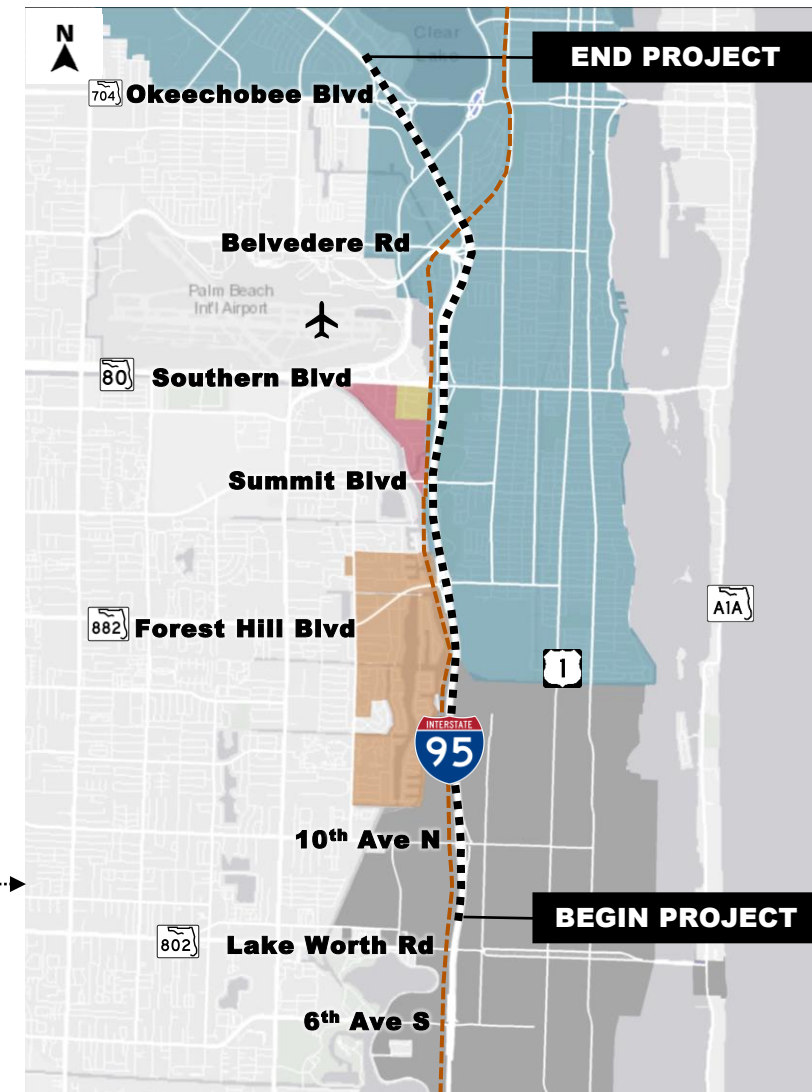 N
Clear
Lake
END PROJECT
704 Okeechobee Blvd
Belvedere Rd
Palm Beach
Int'l Airport
80 Southern Blvd
Summit Blvd
A1A
882 Forest Hill Blvd
1
INTERSTATE
95
10th Ave N
BEGIN PROJECT
802 Lake Worth Rd
6th Ave S